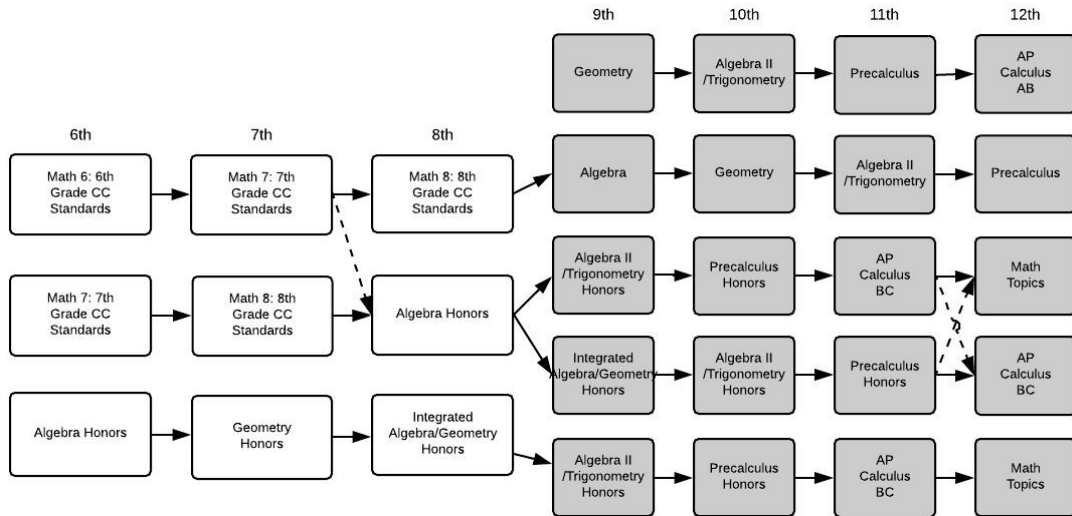 9th
10th
11th
12th
Geometry
Algebra II
/Trigonometry
Precalculus
AP
Calculus
AB
6th
7th
8th
Math 6: 6th
Grade CC
Standards
Math 7: 7th
Grade CC
Standards
Math 8: 8th
Grade CC
Standards
Algebra
Geometry
Algebra II
/Trigonometry
Precalculus
Math 7: 7th
Grade CC
Standards
Math 8: 8th
Grade CC
Standards
Algebra Honors
Algebra II
/Trigonometry
Honors
Precalculus
Honors
AP
Calculus
BC
Math
Topics
Integrated
Algebra/Geometry
Honors
Algebra II
/Trigonometry
Honors
Precalculus
Honors
AP
Calculus
BC
Algebra Honors
Geometry
Honors
Integrated
Algebra/Geometry
Honors
Algebra II
/Trigonometry
Honors
Precalculus
Honors
AP
Calculus
BC
Math
Topics